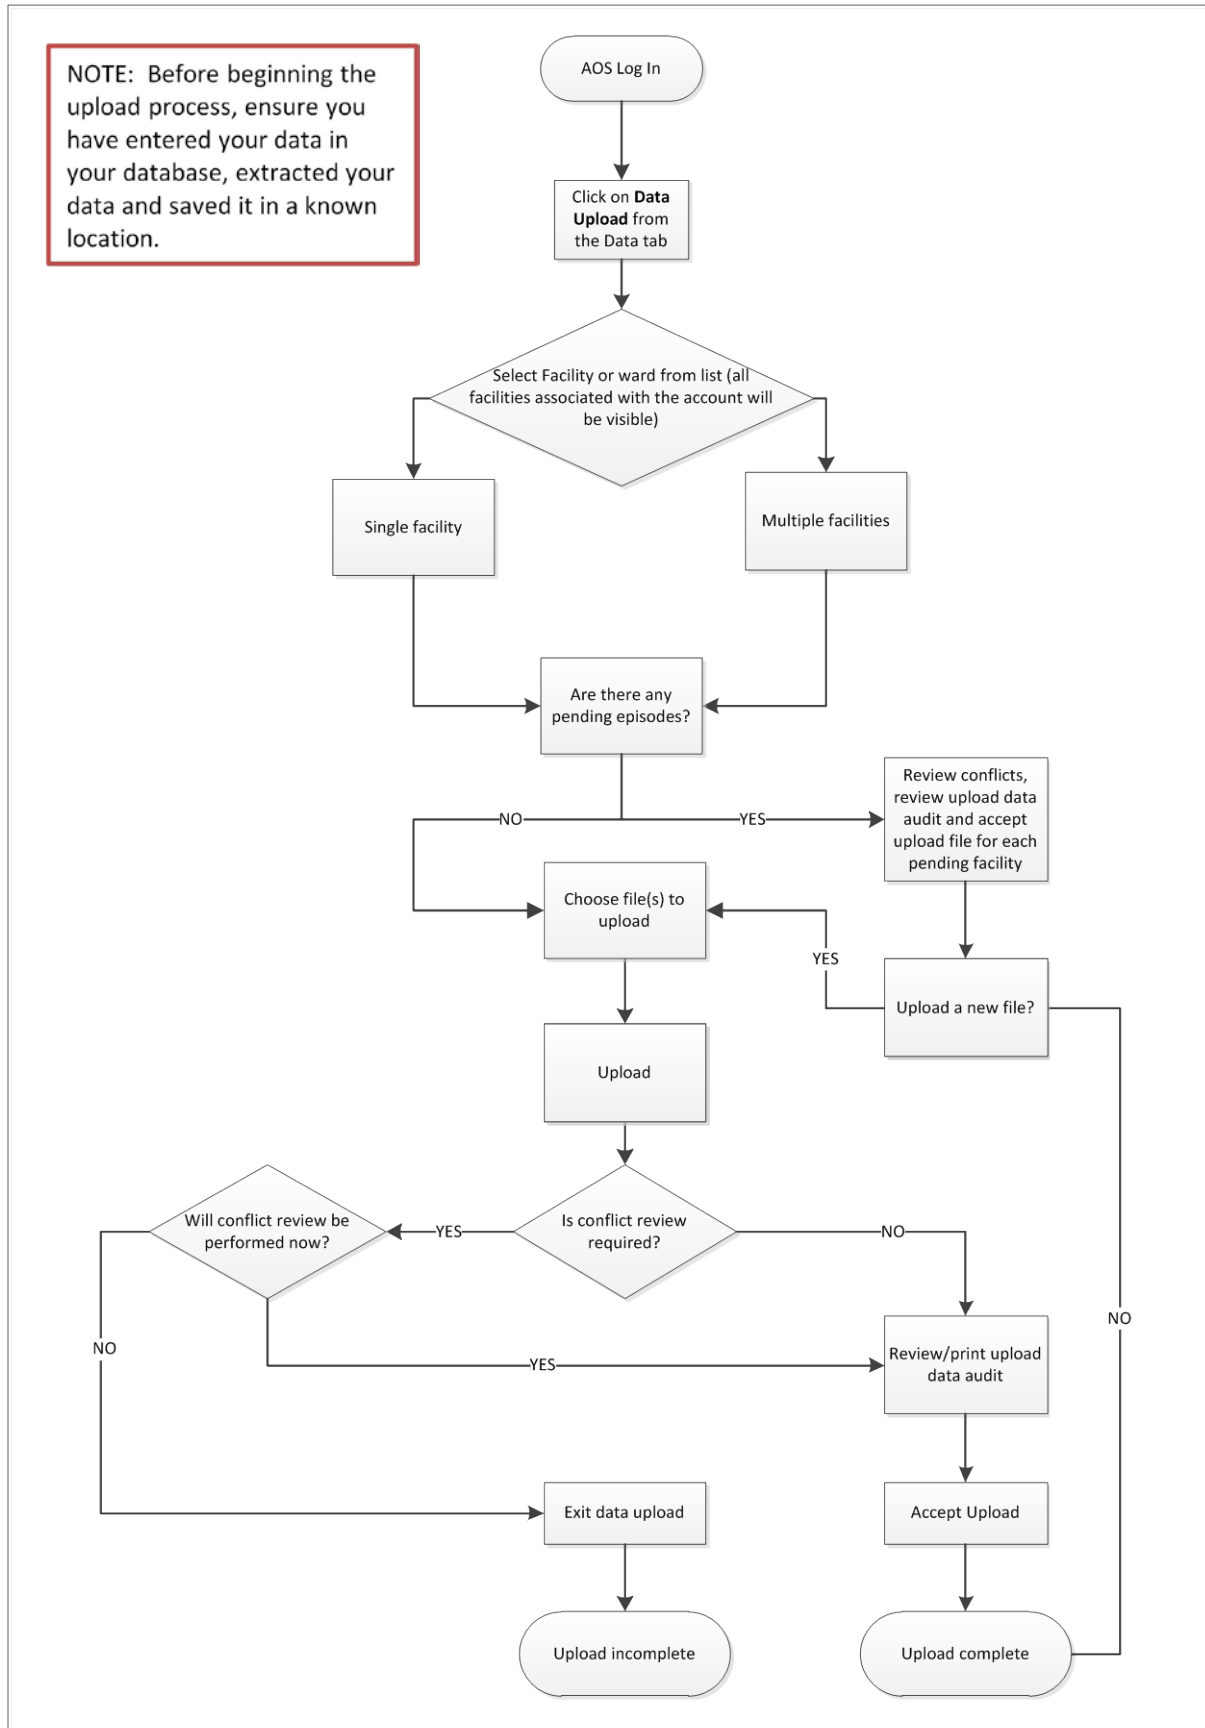 NOTE:  Before beginning the
upload process, ensure you
have entered your data in
your database, extracted your
data and saved it in a known
location.
AOS Log In
Click on Data
Upload from
the Data tab
Select Facility or ward from list (all
facilities associated with the account will
be visible)
Single facility
Multiple facilities
Are there any
pending episodes?
NO
YES
Review conflicts,
review upload data
audit and accept
upload file for each
pending facility
Choose file(s) to
upload
YES
Upload a new file?
Upload
Will conflict review be
performed now?
YES
Is conflict review
required?
NO
NO
NO
YES
Review/print upload
data audit
Exit data upload
Accept Upload
Upload incomplete
Upload complete